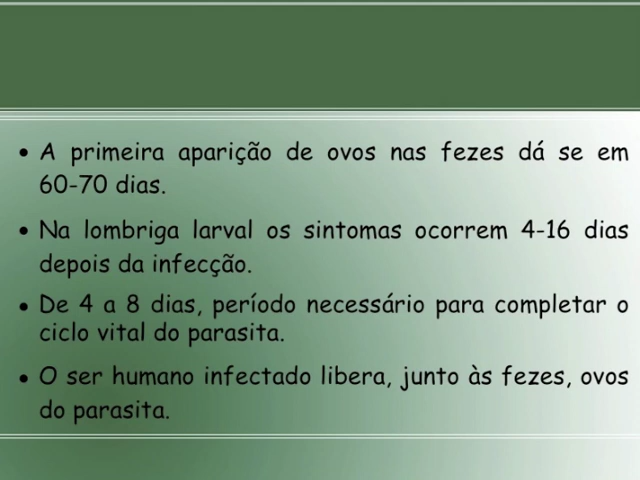 • A primeira aparição de ovos nas fezes dá se em
60-70 dias.
• Na lombriga larval os sintomas ocorrem 4-16 dias
depois da infecção.
• De 4 a 8 dias, período necessário para completar o
ciclo vital do parasita.
• O ser humano infectado libera, junto às fezes, ovos
do parasita.